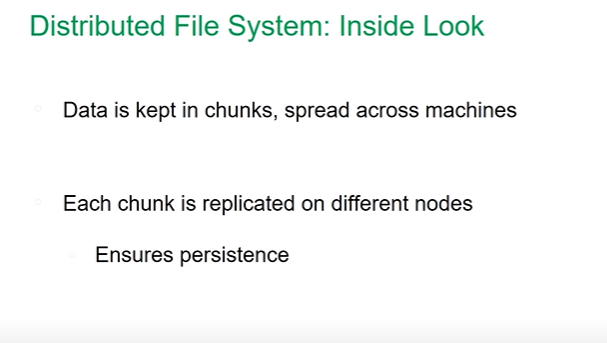 Distributed File System: Inside Look
Data is kept in chunks, spread across machines
Each chunk is replicated on different nodes
Ensures persistence